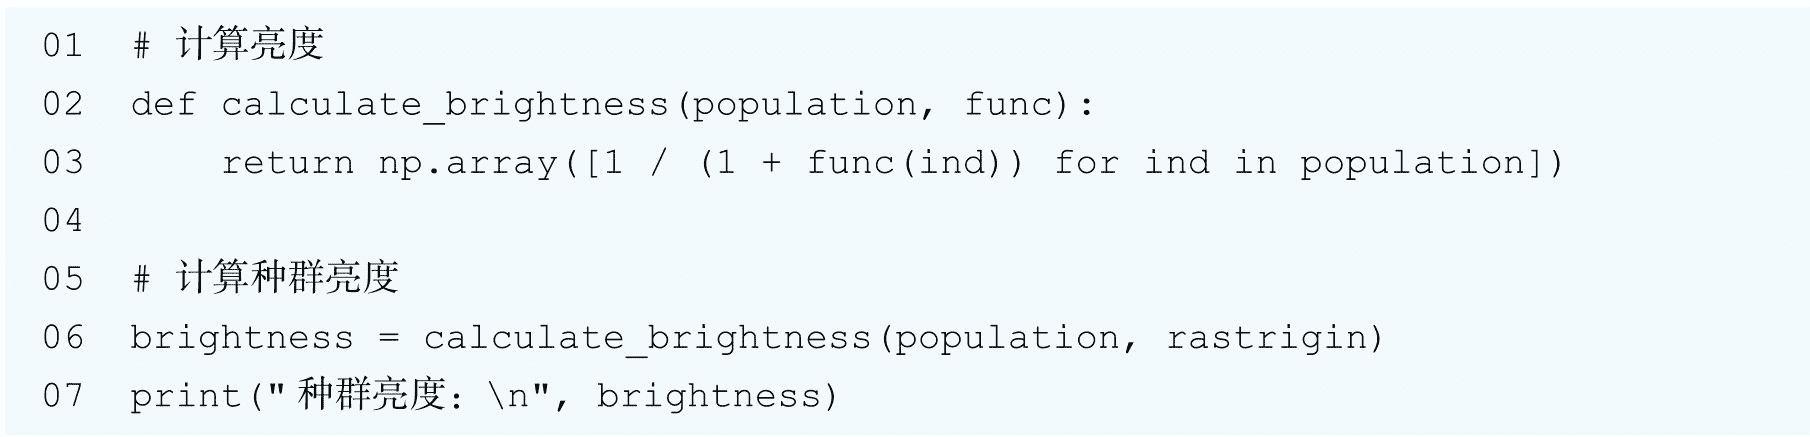 01 # 计算亮度
02 def calculate_brightness(population, func):
03     return np.array([1 / (1 + func(ind)) for ind in population])
04
05 # 计算种群亮度
06 brightness = calculate_brightness(population, rastrigin)
07 print("种群亮度：\n", brightness)